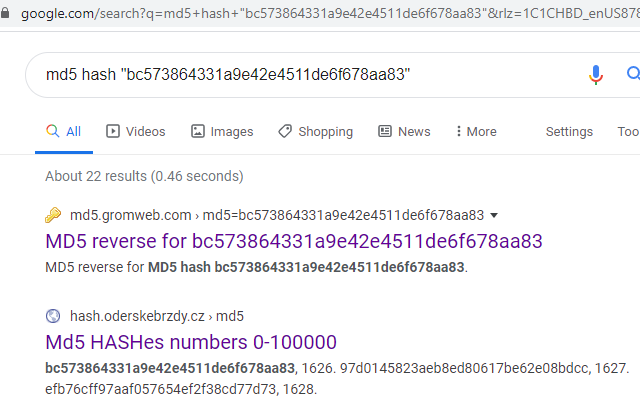 google.com/search?q=md5+hash+"bc573864331a9e42e4511de6f678aa83"&rlz=1C1CHBD_enUS878
md5 hash "bc573864331a9e42e4511de6f678aa83"
All Videos Images Shopping News More Settings Too
About 22 results (0.46 seconds)
md5.gromweb.com › md5=bc573864331a9e42e4511de6f678aa83
MD5 reverse for bc573864331a9e42e4511de6f678aa83
MD5 reverse for MD5 hash bc573864331a9e42e4511de6f678aa83.
hash.oderskebrzdy.cz › md5
Md5 HASHes numbers 0-100000
bc573864331a9e42e4511de6f678aa83, 1626. 97d0145823aeb8ed80617be62e08bdcc, 1627.
efb76cff97aaf057654ef2f38cd77d73, 1628.